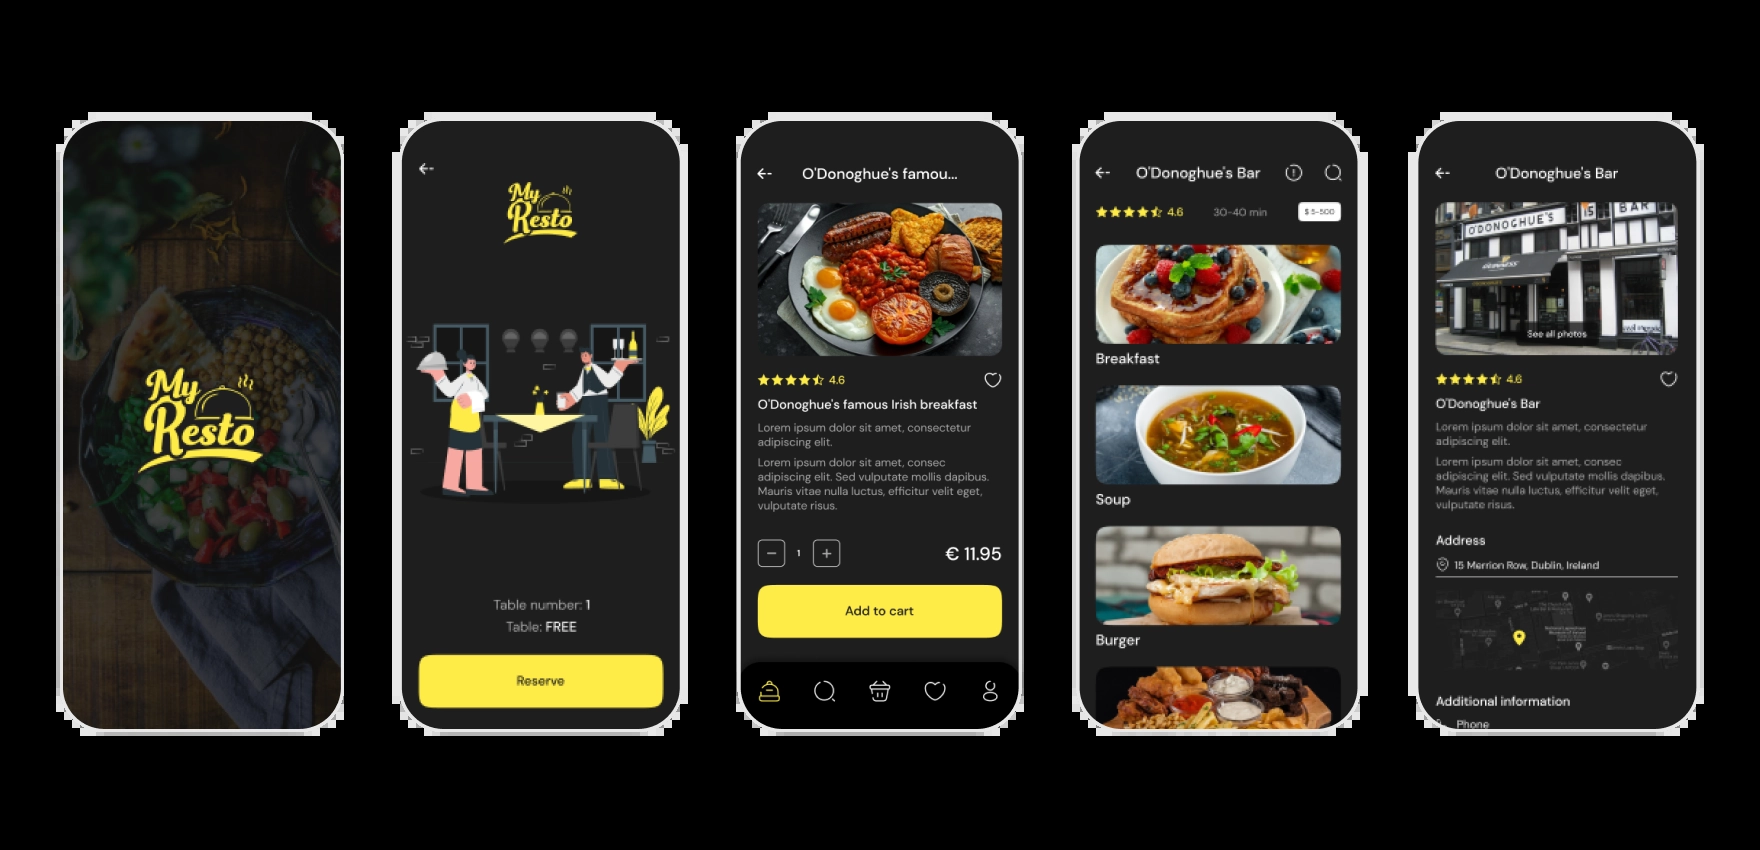 My
Resto
My
Resto
Table number: 1
Table: FREE
Reserve
O'Donoghue's famou...
4.6
O'Donoghue's famous Irish breakfast
Lorem ipsum dolor sit amet, consectetur
adipiscing elit.
Lorem ipsum dolor sit amet, consec
adipiscing elit. Sed vulputate mollis dapibus.
Mauris vitae nulla luctus, efficitur velit eget,
vulputate risus.
1
€ 11.95
Add to cart
O'Donoghue's Bar
4.6 30-40 min $ 5-500
Breakfast
Soup
Burger
O'Donoghue's Bar
O'DONOGHUE'S 15 BAR
GUINNESS
See all photos
4.6
O'Donoghue's Bar
Lorem ipsum dolor sit amet, consectetur
adipiscing elit.
Lorem ipsum dolor sit amet, consec
adipiscing elit. Sed vulputate mollis dapibus.
Mauris vitae nulla luctus, efficitur velit eget,
vulputate risus.
Address
15 Merrion Row, Dublin, Ireland
Additional information
Phone